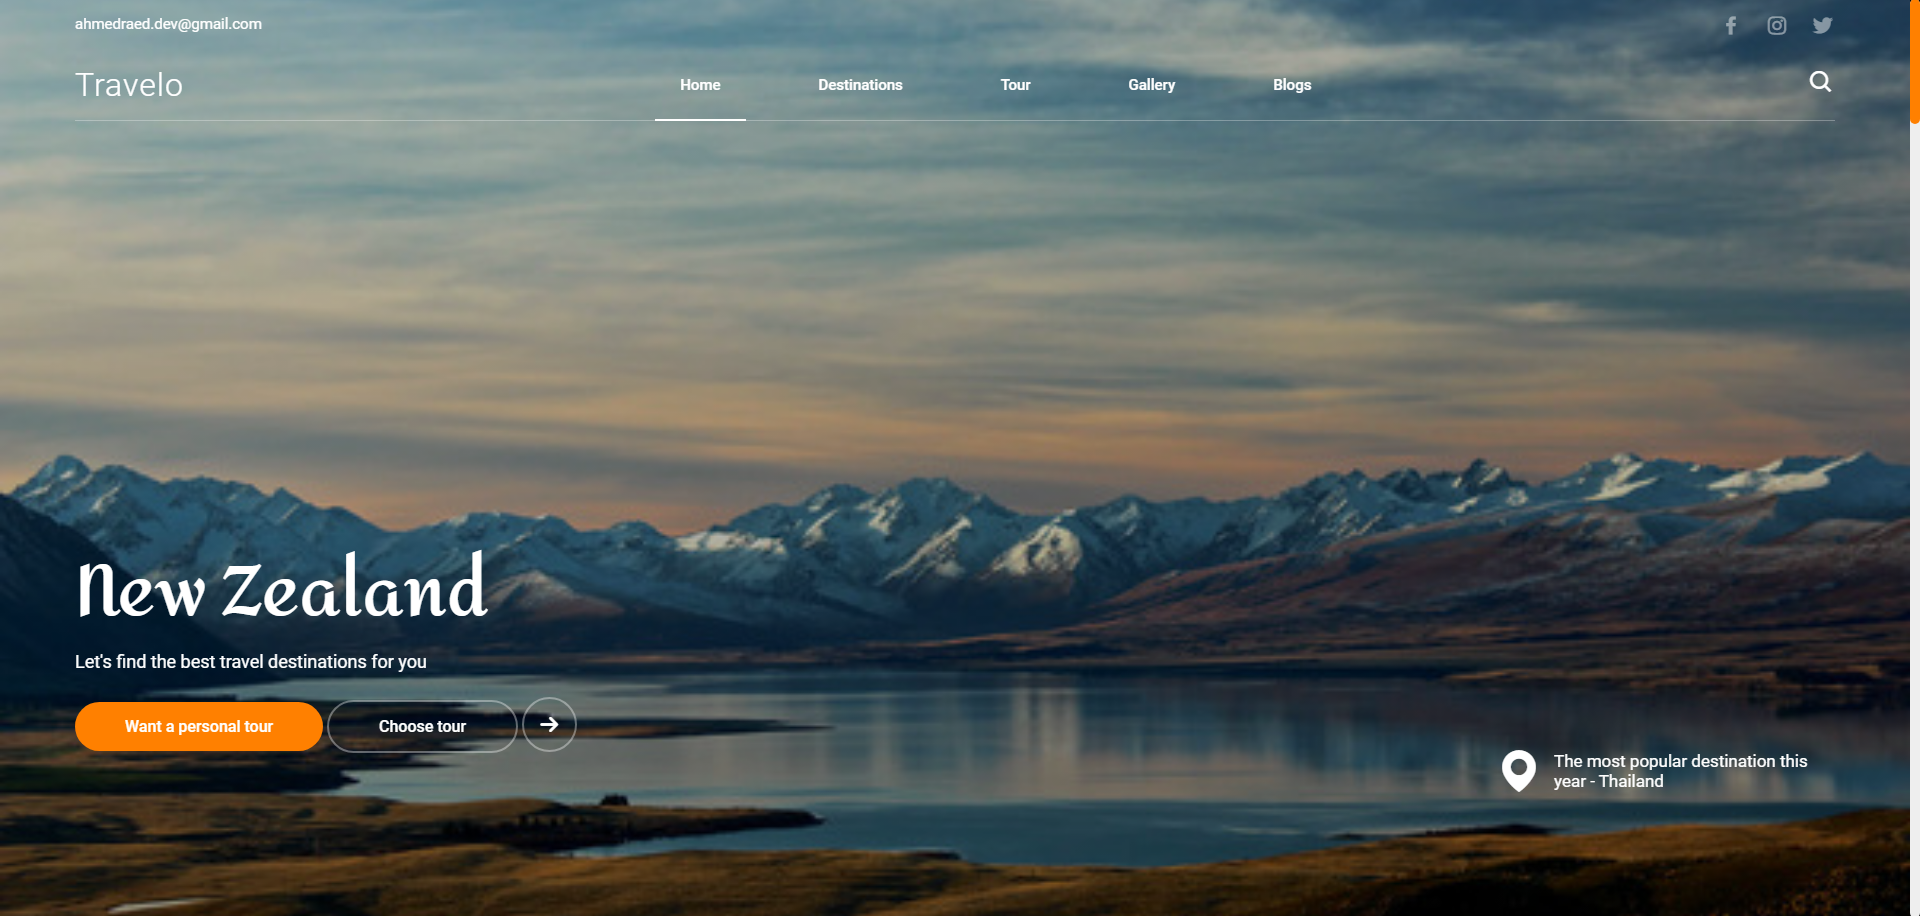 ahmedraed.dev@gmail.com
Travelo
Home
Destinations
Tour
Gallery
Blogs
New Zealand
Let's find the best travel destinations for you
Want a personal tour
Choose tour
The most popular destination this
year - Thailand